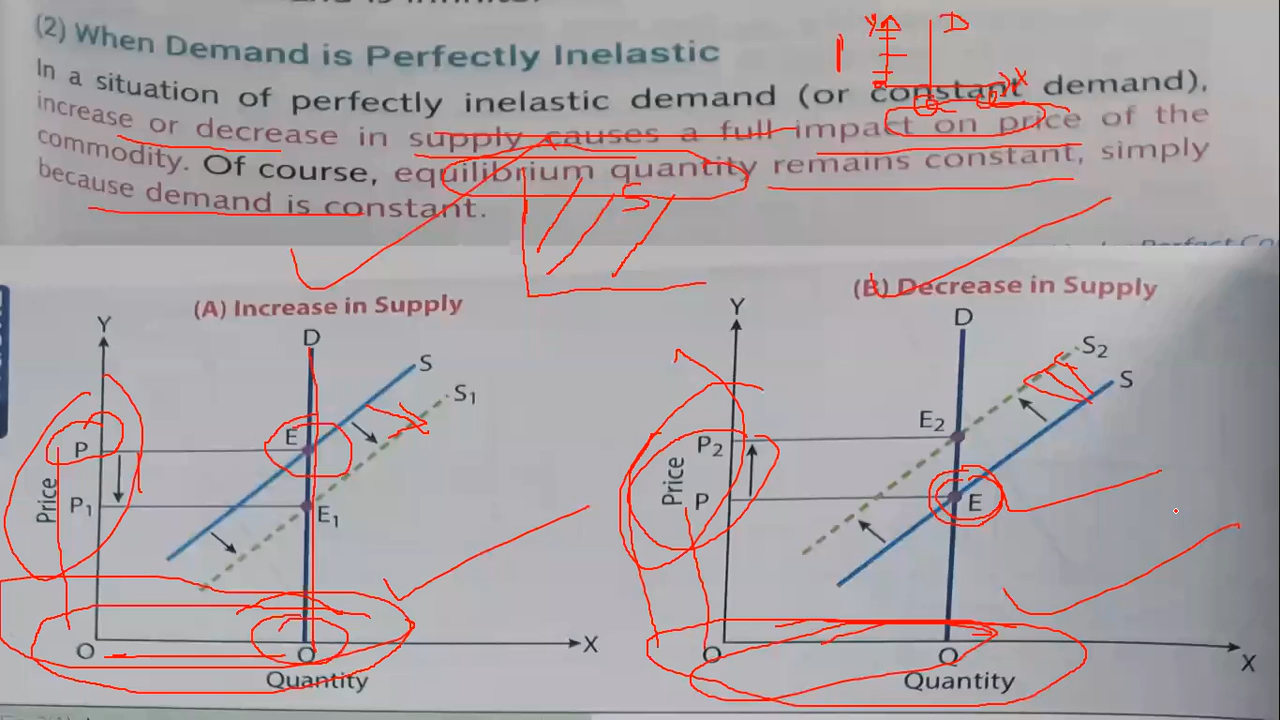 (2) When Demand is Perfectly Inelastic
In a situation of perfectly inelastic demand (or constant demand),
increase or decrease in supply causes a full impact on price of the
commodity. Of course, equilibrium quantity remains constant, simply
because demand is constant.
Y D
X
S
(A) Increase in Supply
(B) Decrease in Supply
Y
D
S
S1
E
P
P1
E1
Price
O
Q
X
Quantity
Y
D
S2
S
E2
P2
P
E
Price
O
Q
X
Quantity